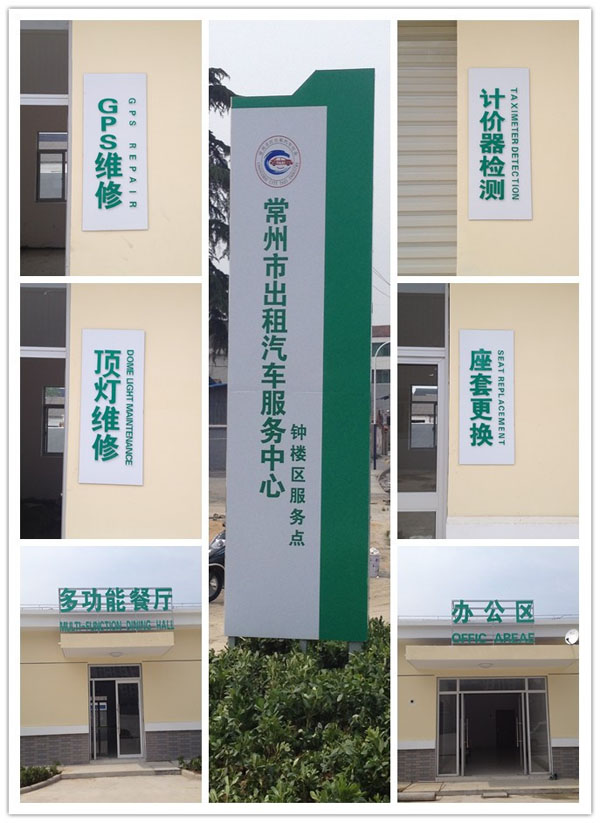 GPS维修
GPS REPAIR
常州市出租汽车服务中心
钟楼区服务点
计价器检测
TAXIMETER DETECTION
顶灯维修
DOME LIGHT MAINTENANCE
座套更换
SEAT REPLACEMENT
多功能餐厅
MULTI-FUNCTION DINING HALL
办公区
OFFIC AREAE